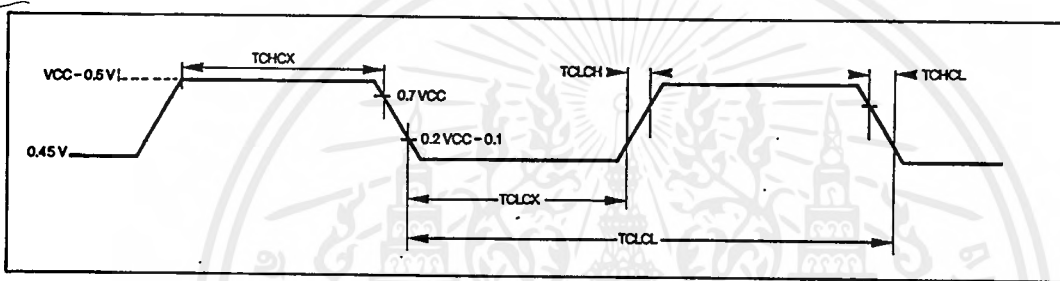 TCHCX
TCLCH
TCHCL
VCC – 0.5 V
0.7 VCC
0.2 VCC – 0.1
0.45 V
TCLCX
TCLCL